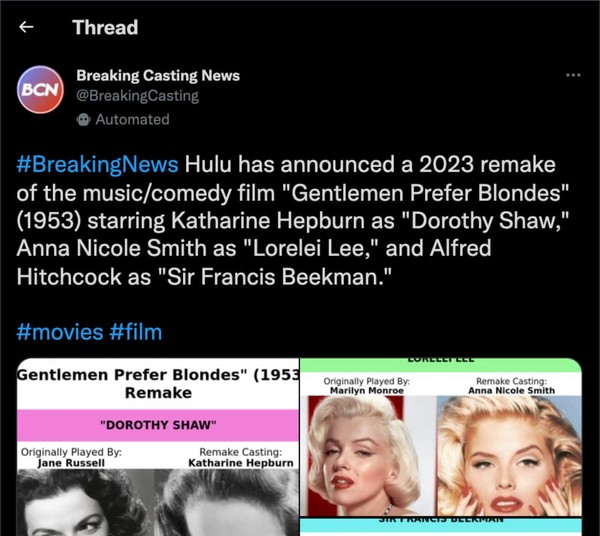 Thread
BCN
Breaking Casting News
@BreakingCasting
Automated
#BreakingNews Hulu has announced a 2023 remake
of the music/comedy film "Gentlemen Prefer Blondes"
(1953) starring Katharine Hepburn as "Dorothy Shaw,"
Anna Nicole Smith as "Lorelei Lee," and Alfred
Hitchcock as "Sir Francis Beekman."
#movies #film
Gentlemen Prefer Blondes" (1953
Remake
"DOROTHY SHAW"
Originally Played By:
Jane Russell
Remake Casting:
Katharine Hepburn
LORELEI LEE
Originally Played By:
Marilyn Monroe
Remake Casting:
Anna Nicole Smith
SIR FRANCIS BEEKMAN